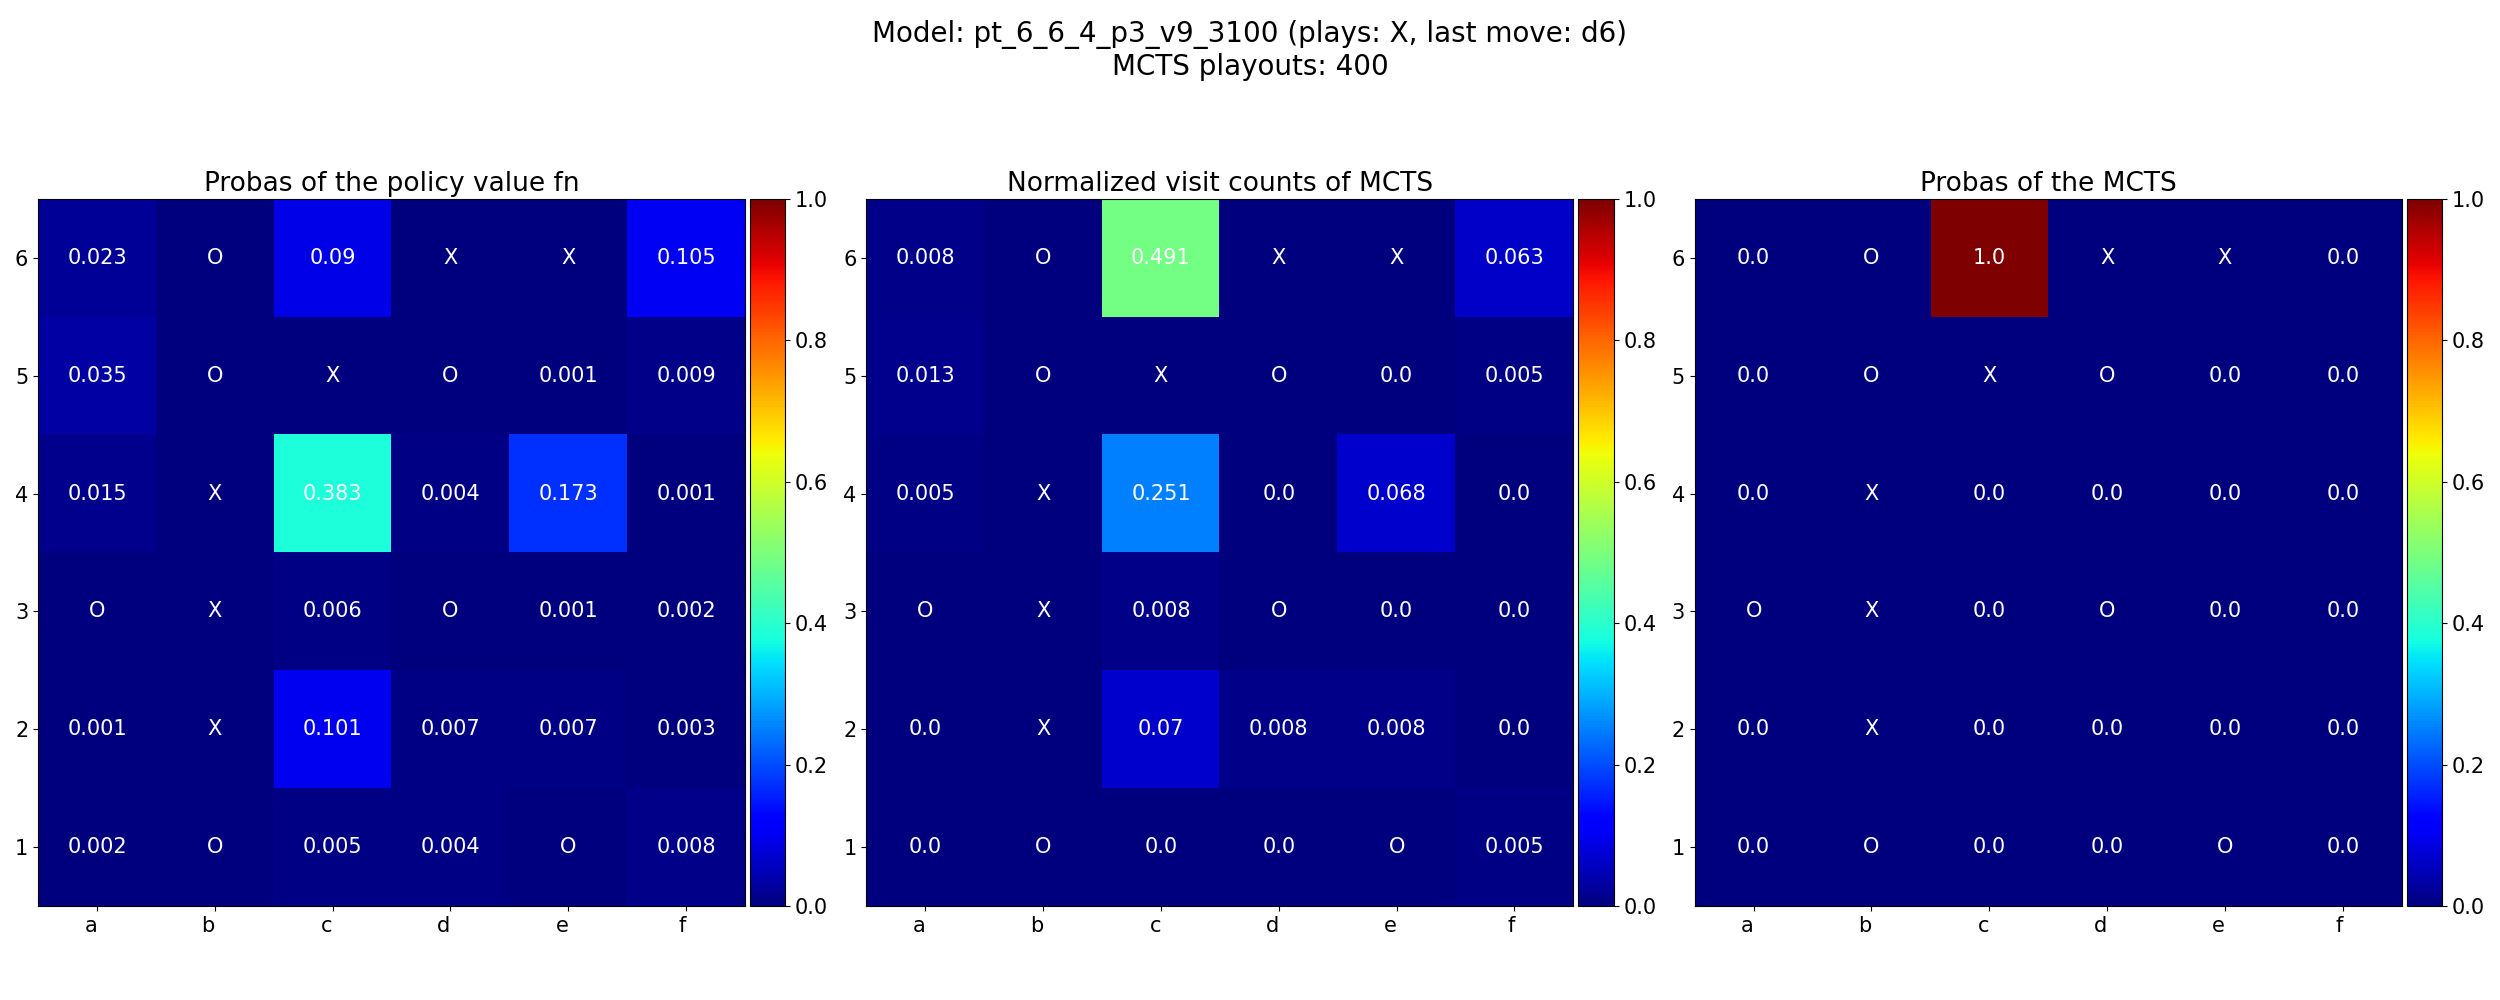 Model: pt_6_6_4_p3_v9_3100 (plays: X, last move: d6)
MCTS playouts: 400
Probas of the policy value fn
6 0.023 O 0.09 X X 0.105
5 0.035 O X O 0.001 0.009
4 0.015 X 0.383 0.004 0.173 0.001
3 O X 0.006 O 0.001 0.002
2 0.001 X 0.101 0.007 0.007 0.003
1 0.002 O 0.005 0.004 O 0.008
a b c d e f
1.0
0.8
0.6
0.4
0.2
0.0
Normalized visit counts of MCTS
6 0.008 O 0.491 X X 0.063
5 0.013 O X O 0.0 0.005
4 0.005 X 0.251 0.0 0.068 0.0
3 O X 0.008 O 0.0 0.0
2 0.0 X 0.07 0.008 0.008 0.0
1 0.0 O 0.0 0.0 O 0.005
a b c d e f
1.0
0.8
0.6
0.4
0.2
0.0
Probas of the MCTS
6 0.0 O 1.0 X X 0.0
5 0.0 O X O 0.0 0.0
4 0.0 X 0.0 0.0 0.0 0.0
3 O X 0.0 O 0.0 0.0
2 0.0 X 0.0 0.0 0.0 0.0
1 0.0 O 0.0 0.0 O 0.0
a b c d e f
1.0
0.8
0.6
0.4
0.2
0.0